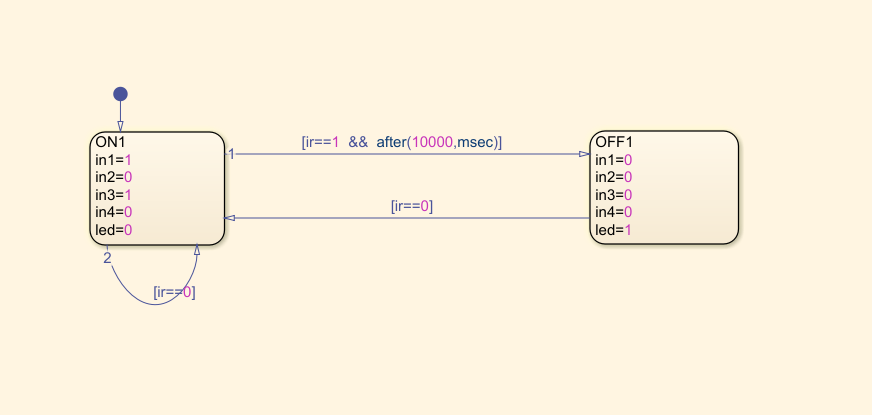 [ir==1 && after(10000,msec)]
ON1
in1=1
in2=0
in3=1
in4=0
led=0
1
OFF1
in1=0
in2=0
in3=0
in4=0
led=1
[ir==0]
2
[ir==0]